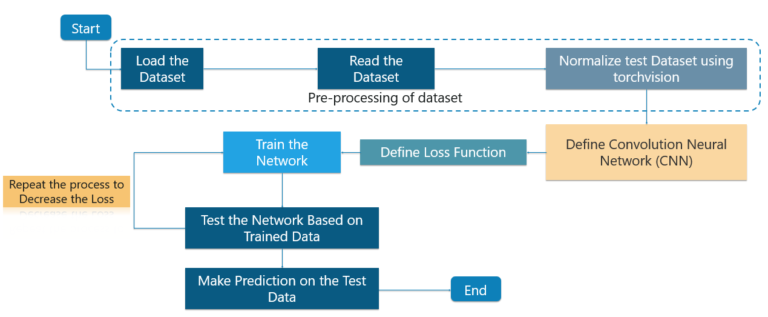 Start
Load the
Dataset
Read the
Dataset
Normalize test Dataset using
torchvision
Pre-processing of dataset
Define Convolution Neural
Network (CNN)
Define Loss Function
Train the
Network
Repeat the process to
Decrease the Loss
Test the Network Based on
Trained Data
Make Prediction on the Test
Data
End